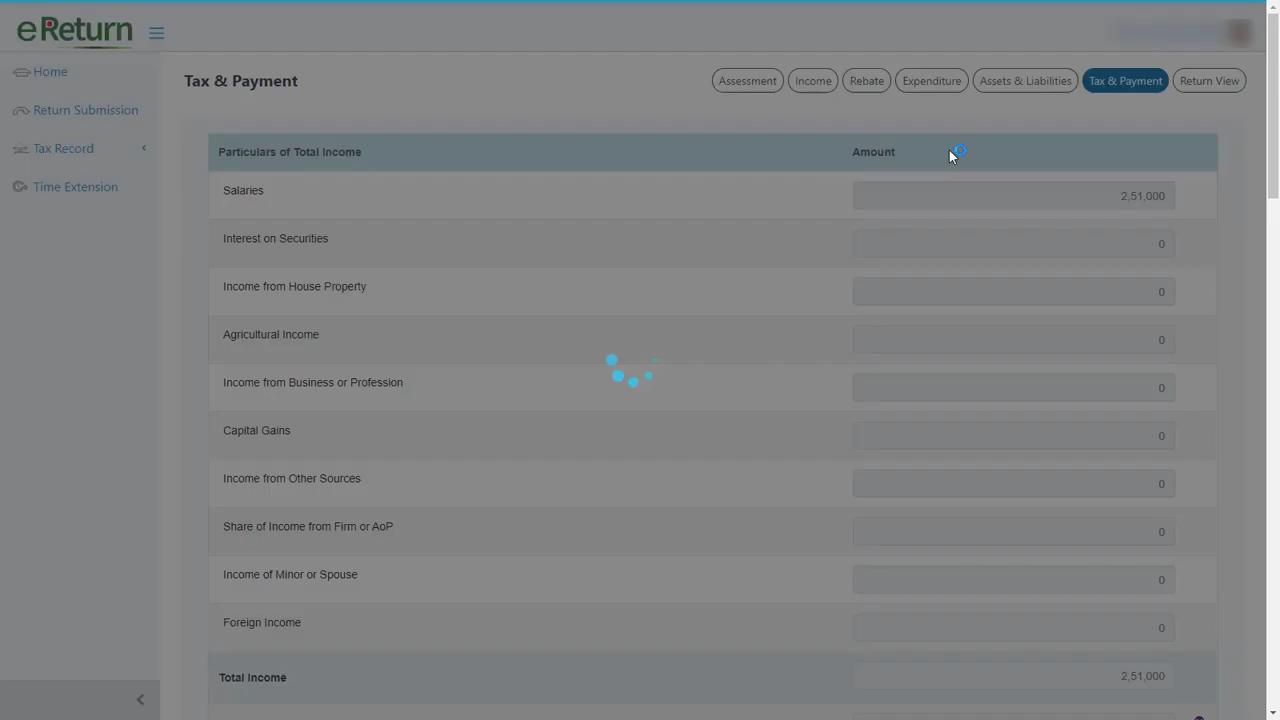 eReturn
Home
Return Submission
Tax Record
Time Extension
Tax & Payment
Assessment
Income
Rebate
Expenditure
Assets & Liabilities
Tax & Payment
Return View
Particulars of Total Income Amount
Salaries 2,51,000
Interest on Securities 0
Income from House Property 0
Agricultural Income 0
Income from Business or Profession 0
Capital Gains 0
Income from Other Sources 0
Share of Income from Firm or AoP 0
Income of Minor or Spouse 0
Foreign Income 0
Total Income 2,51,000